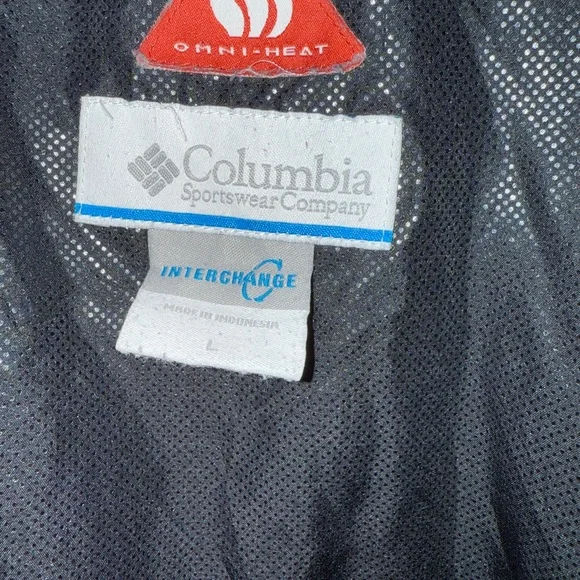 OMNI-HEAT
Columbia
Sportswear Company
INTERCHANGE
MADE IN INDONESIA
L